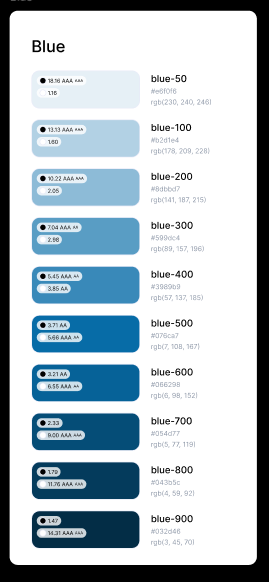 Blue
18.16 AAA AAA
1.16
blue-50
#e6f0f6
rgb(230, 240, 246)
13.13 AAA AAA
1.60
blue-100
#b2d1e4
rgb(178, 209, 228)
10.22 AAA AAA
2.05
blue-200
#8dbbd7
rgb(141, 187, 215)
7.04 AAA AA
2.98
blue-300
#599dc4
rgb(89, 157, 196)
5.45 AAA AA
3.85 AA
blue-400
#3989b9
rgb(57, 137, 185)
3.71 AA
5.66 AAA AA
blue-500
#076ca7
rgb(7, 108, 167)
3.21 AA
6.55 AAA AA
blue-600
#066298
rgb(6, 98, 152)
2.33
9.00 AAA AAA
blue-700
#054d77
rgb(5, 77, 119)
1.79
11.76 AAA AAA
blue-800
#043b5c
rgb(4, 59, 92)
1.47
14.31 AAA AAA
blue-900
#032d46
rgb(3, 45, 70)